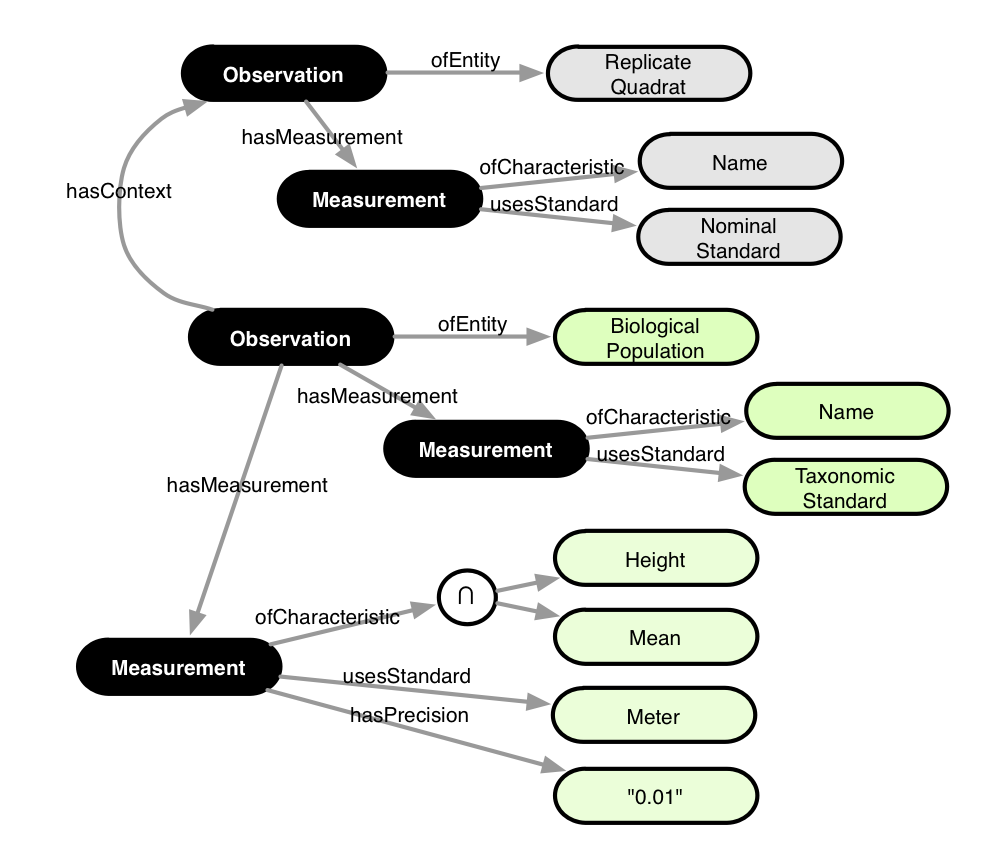 Observation
ofEntity
Replicate
Quadrat
hasMeasurement
Name
ofCharacteristic
hasContext
Measurement
usesStandard
Nominal
Standard
Observation
ofEntity
Biological
Population
hasMeasurement
Name
ofCharacteristic
Measurement
usesStandard
Taxonomic
Standard
hasMeasurement
Height
∩
ofCharacteristic
Mean
Measurement
usesStandard
Meter
hasPrecision
"0.01"